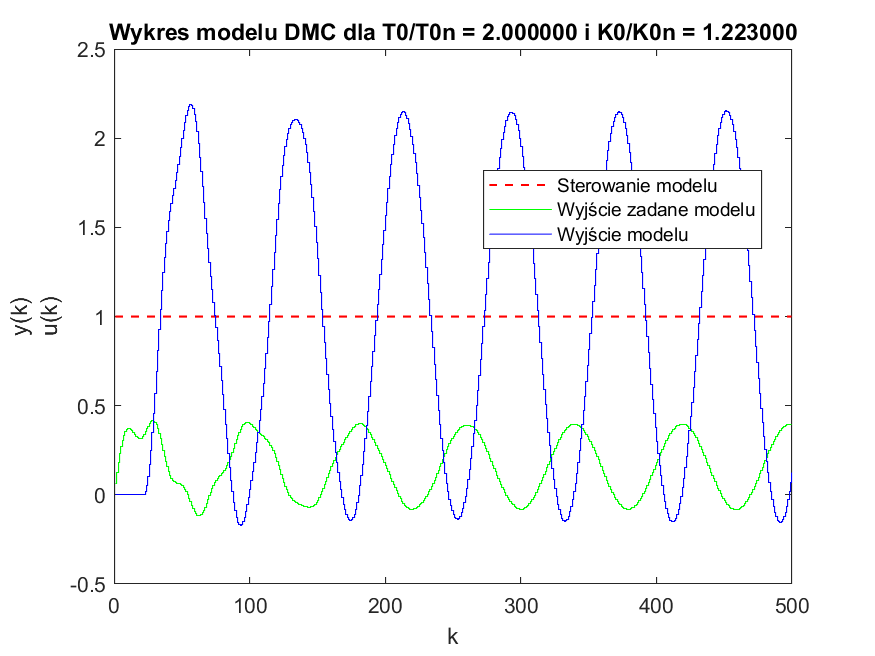 Wykres modelu DMC dla T0/T0n = 2.000000 i K0/K0n = 1.223000
2.5
2
1.5
1
0.5
0
-0.5
y(k)
u(k)
Sterowanie modelu
Wyjście zadane modelu
Wyjście modelu
0
100
200
300
400
500
k